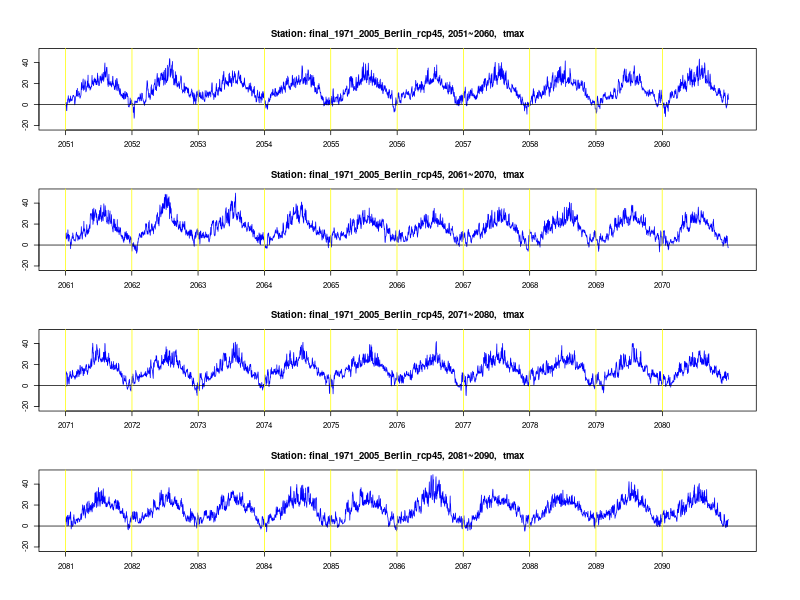 Station: final_1971_2005_Berlin_rcp45, 2051~2060, tmax
40
20
0
-20
2051 2052 2053 2054 2055 2056 2057 2058 2059 2060
Station: final_1971_2005_Berlin_rcp45, 2061~2070, tmax
40
20
0
-20
2061 2062 2063 2064 2065 2066 2067 2068 2069 2070
Station: final_1971_2005_Berlin_rcp45, 2071~2080, tmax
40
20
0
-20
2071 2072 2073 2074 2075 2076 2077 2078 2079 2080
Station: final_1971_2005_Berlin_rcp45, 2081~2090, tmax
40
20
0
-20
2081 2082 2083 2084 2085 2086 2087 2088 2089 2090